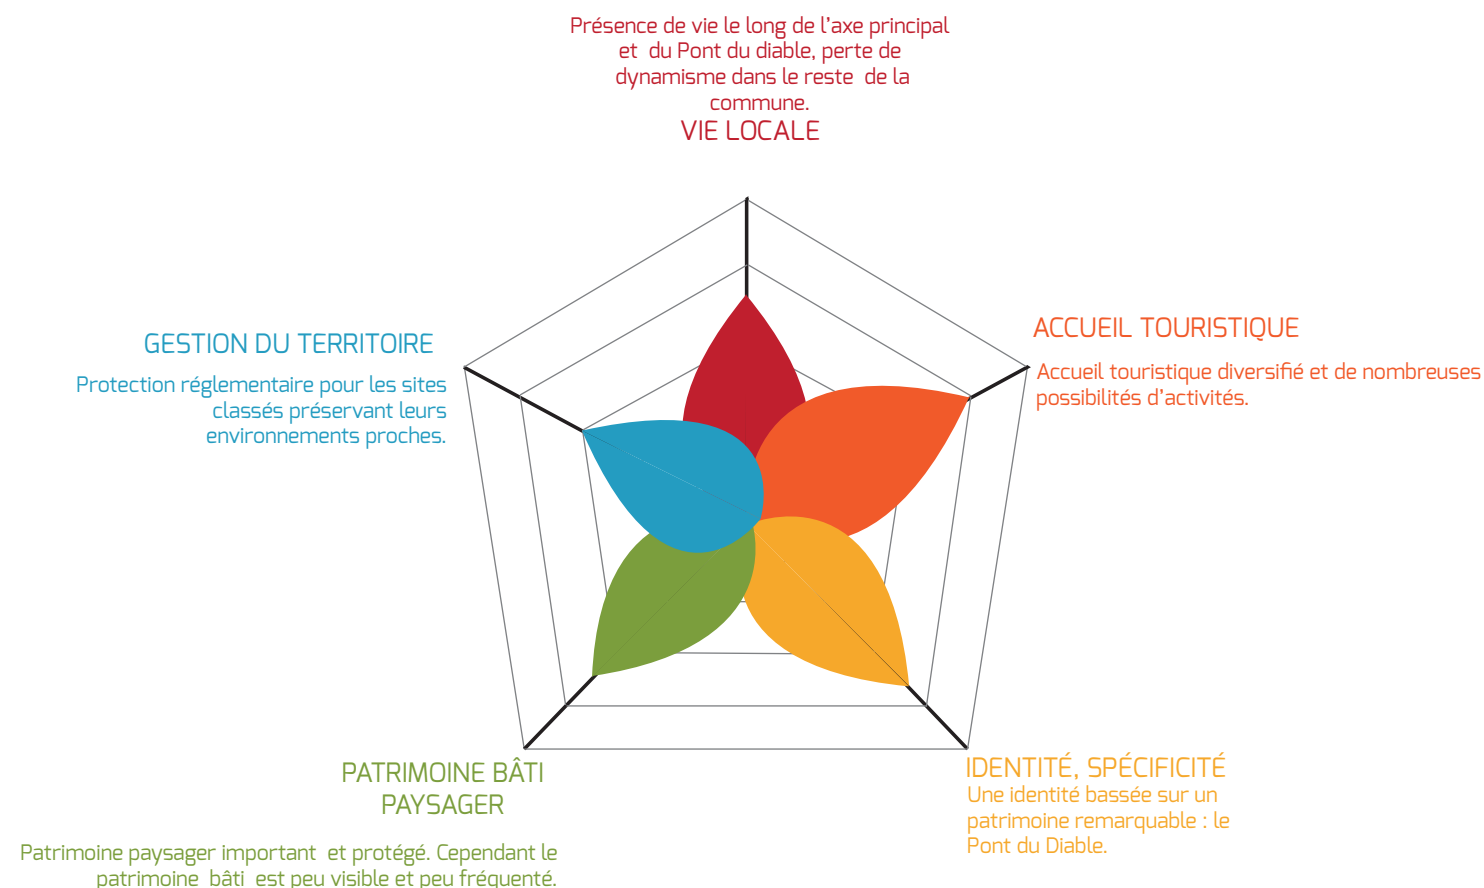 Présence de vie le long de l'axe principal
et du Pont du diable, perte de
dynamisme dans le reste de la
commune.
VIE LOCALE
ACCUEIL TOURISTIQUE
Accueil touristique diversifié et de nombreuses
possibilités d'activités.
GESTION DU TERRITOIRE
Protection réglementaire pour les sites
classés préservant leurs
environnements proches.
IDENTITÉ, SPÉCIFICITÉ
Une identité bassée sur un
patrimoine remarquable : le
Pont du Diable.
PATRIMOINE BÂTI
PAYSAGER
Patrimoine paysager important et protégé. Cependant le
patrimoine bâti est peu visible et peu fréquenté.